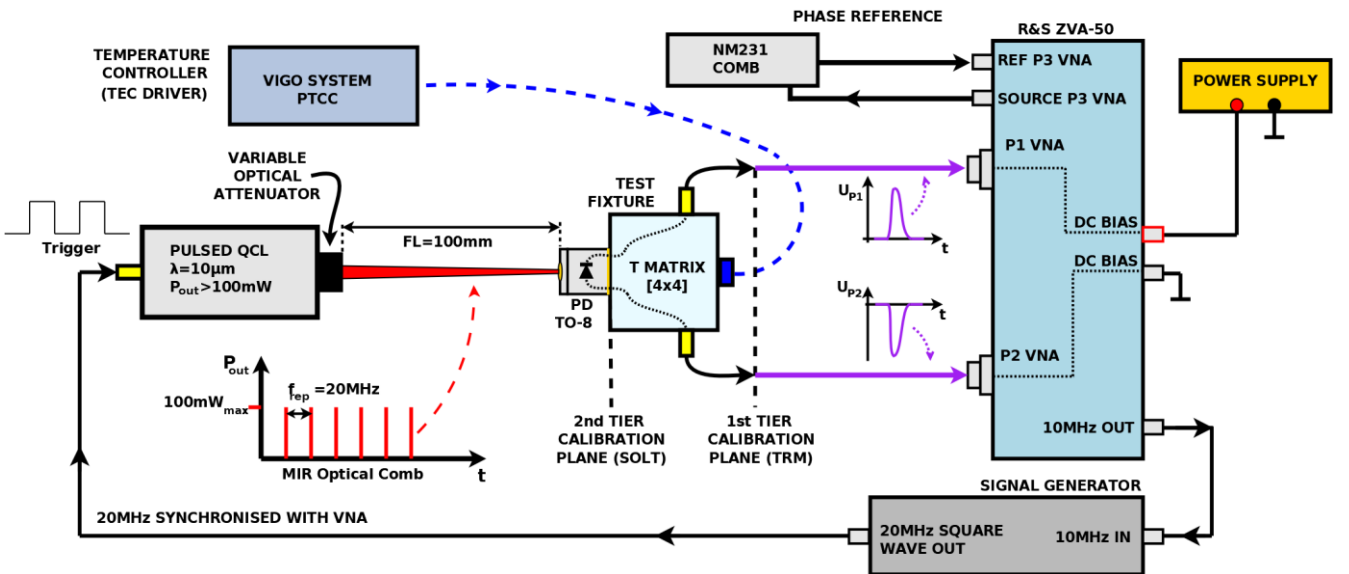 PHASE REFERENCE
R&S ZVA-50
TEMPERATURE
CONTROLLER
(TEC DRIVER)
VIGO SYSTEM
PTCC
NM231
COMB
REF P3 VNA
SOURCE P3 VNA
POWER SUPPLY
P1 VNA
VARIABLE
OPTICAL
ATTENUATOR
TEST
FIXTURE
UP1
t
DC BIAS
DC BIAS
Trigger
PULSED QCL
λ=10μm
Pout>100mW
FL=100mm
PD
TO-8
T MATRIX
[4x4]
UP2
t
P2 VNA
Pout
frep=20MHz
100mWmax
MIR Optical Comb
t
2nd TIER
CALIBRATION
PLANE (SOLT)
1st TIER
CALIBRATION
PLANE (TRM)
10MHz OUT
SIGNAL GENERATOR
20MHz SYNCHRONISED WITH VNA
20MHz SQUARE
WAVE OUT
10MHz IN